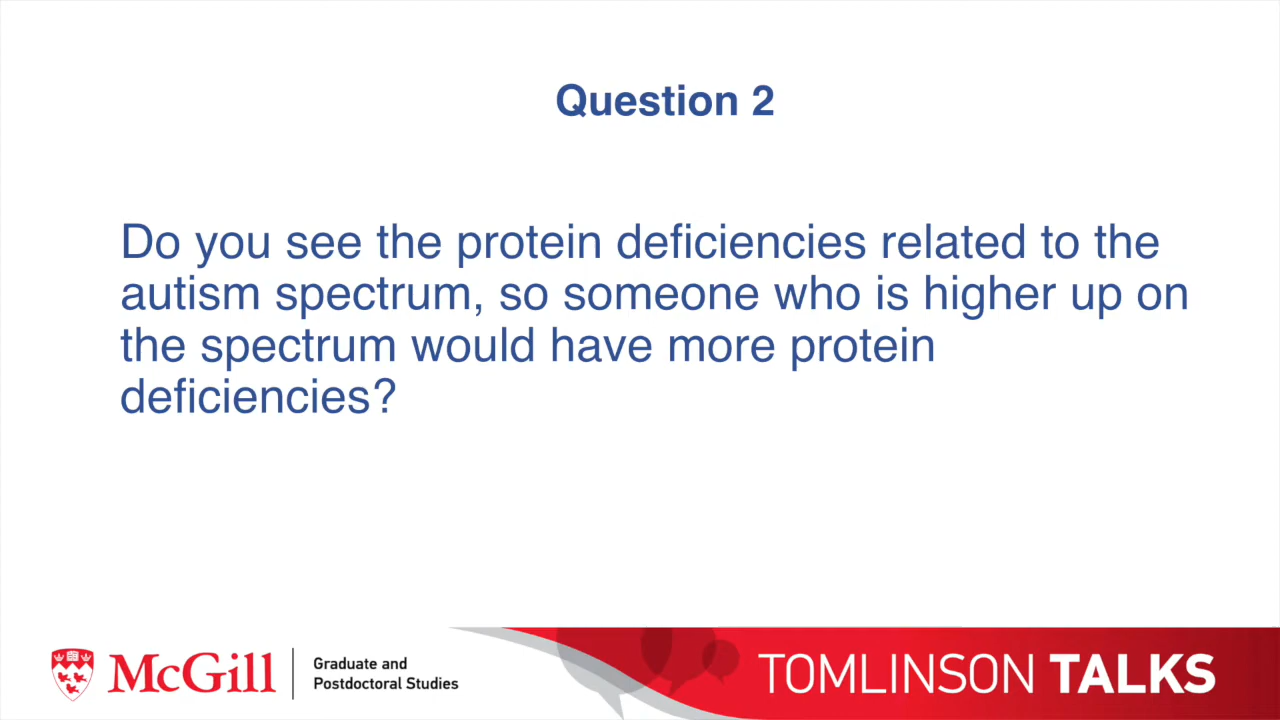 Question 2
Do you see the protein deficiencies related to the
autism spectrum, so someone who is higher up on
the spectrum would have more protein
deficiencies?
McGill
Graduate and
Postdoctoral Studies
TOMLINSON TALKS